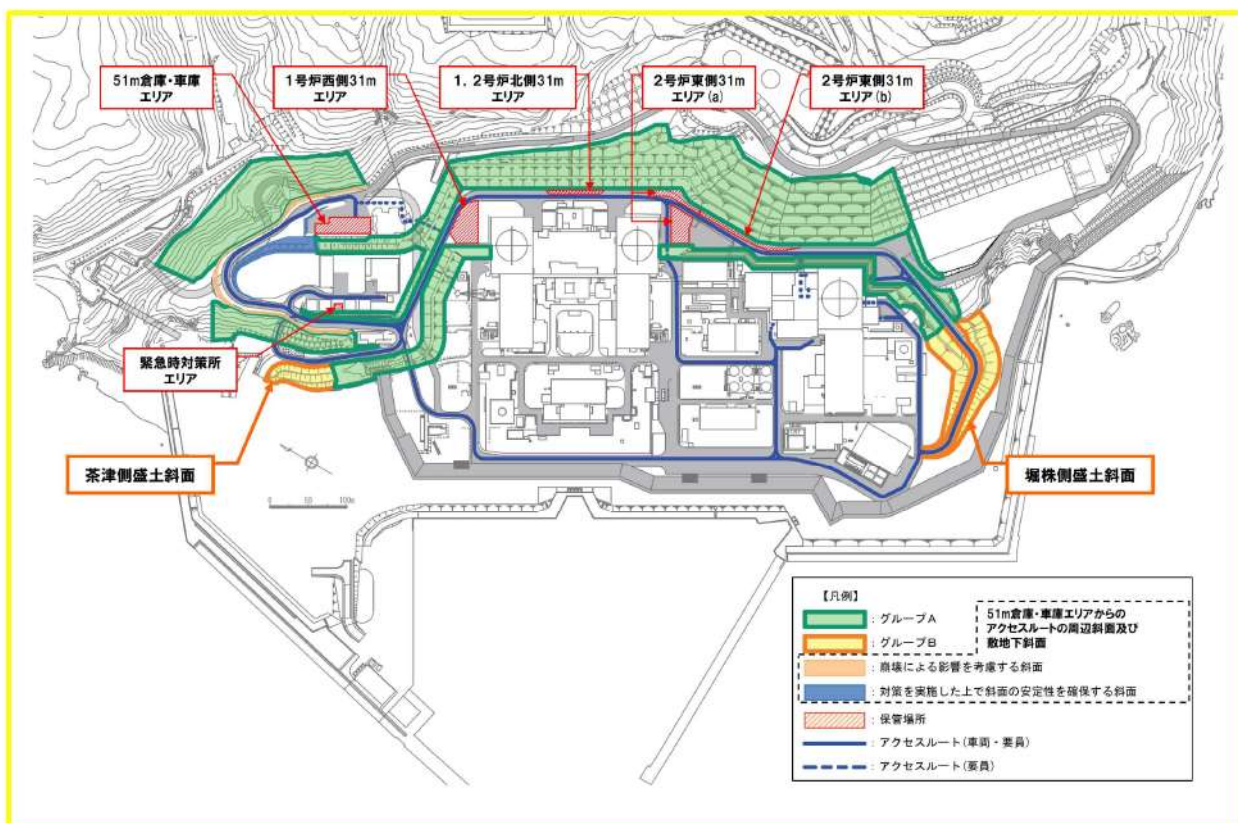 51m倉庫・車庫
エリア
1号炉西側31m
エリア
1，2号炉北側31m
エリア
2号炉東側31m
エリア(a)
2号炉東側31m
エリア(b)
緊急時対策所
エリア
茶津側盛土斜面
堀株側盛土斜面
0 50 100m
【凡例】
：グループA
：グループB
51m倉庫・車庫エリアからの
アクセスルートの周辺斜面及び
敷地下斜面
：崩壊による影響を考慮する斜面
：対策を実施した上で斜面の安定性を確保する斜面
：保管場所
：アクセスルート(車両・要員)
：アクセスルート(要員)